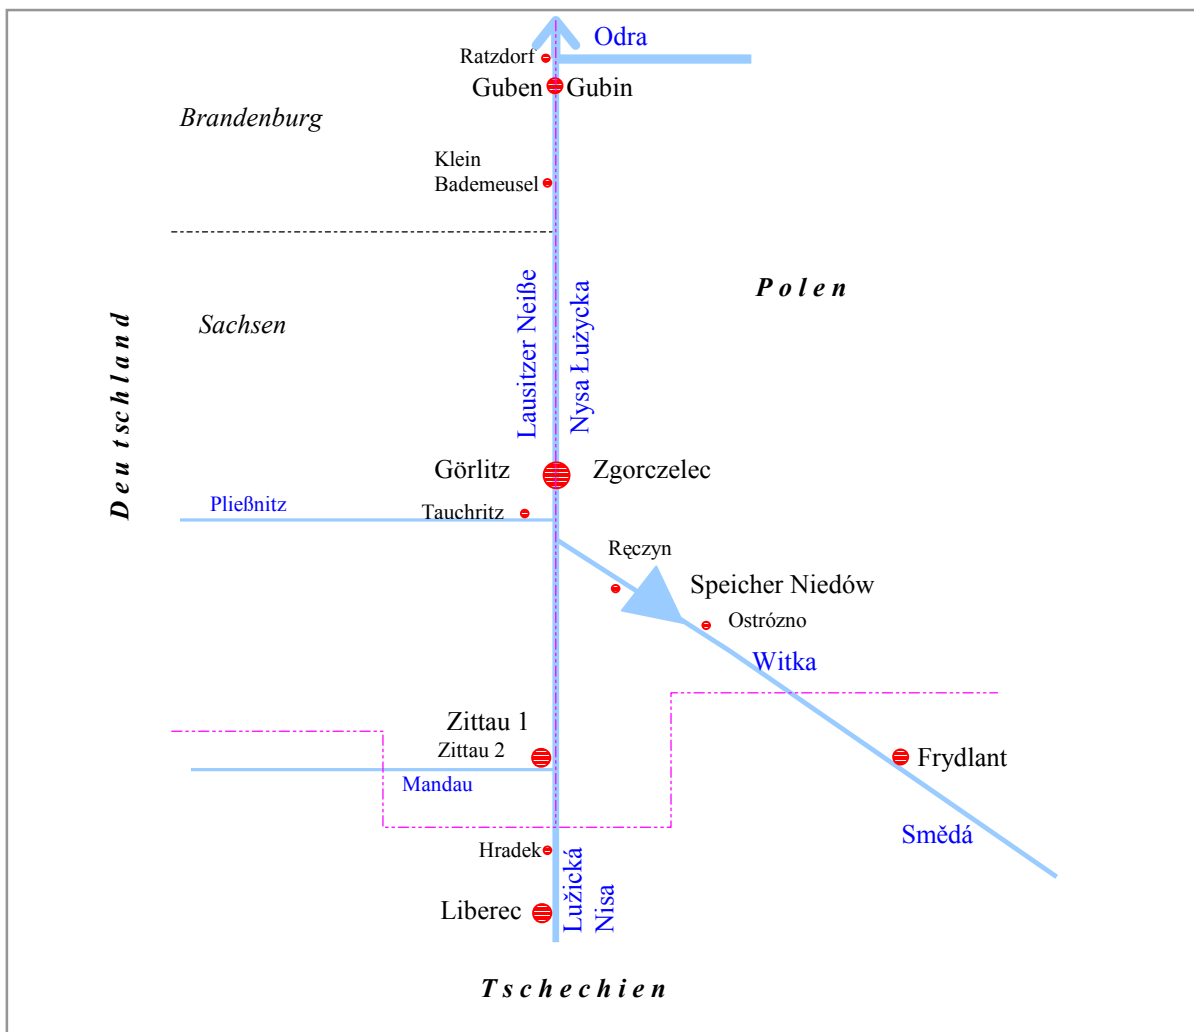 Odra
Ratzdorf
Guben Gubin
Brandenburg
Klein
Bademeusel
Polen
Lausitzer Neiße
Nysa Łużycka
Sachsen
Deutschland
Görlitz Zgorczelec
Pließnitz
Tauchritz
Ręczyn
Speicher Niedów
Ostrózno
Witka
Zittau 1
Zittau 2
Frydlant
Mandau
Smědá
Hradek
Lužická
Nisa
Liberec
Tschechien